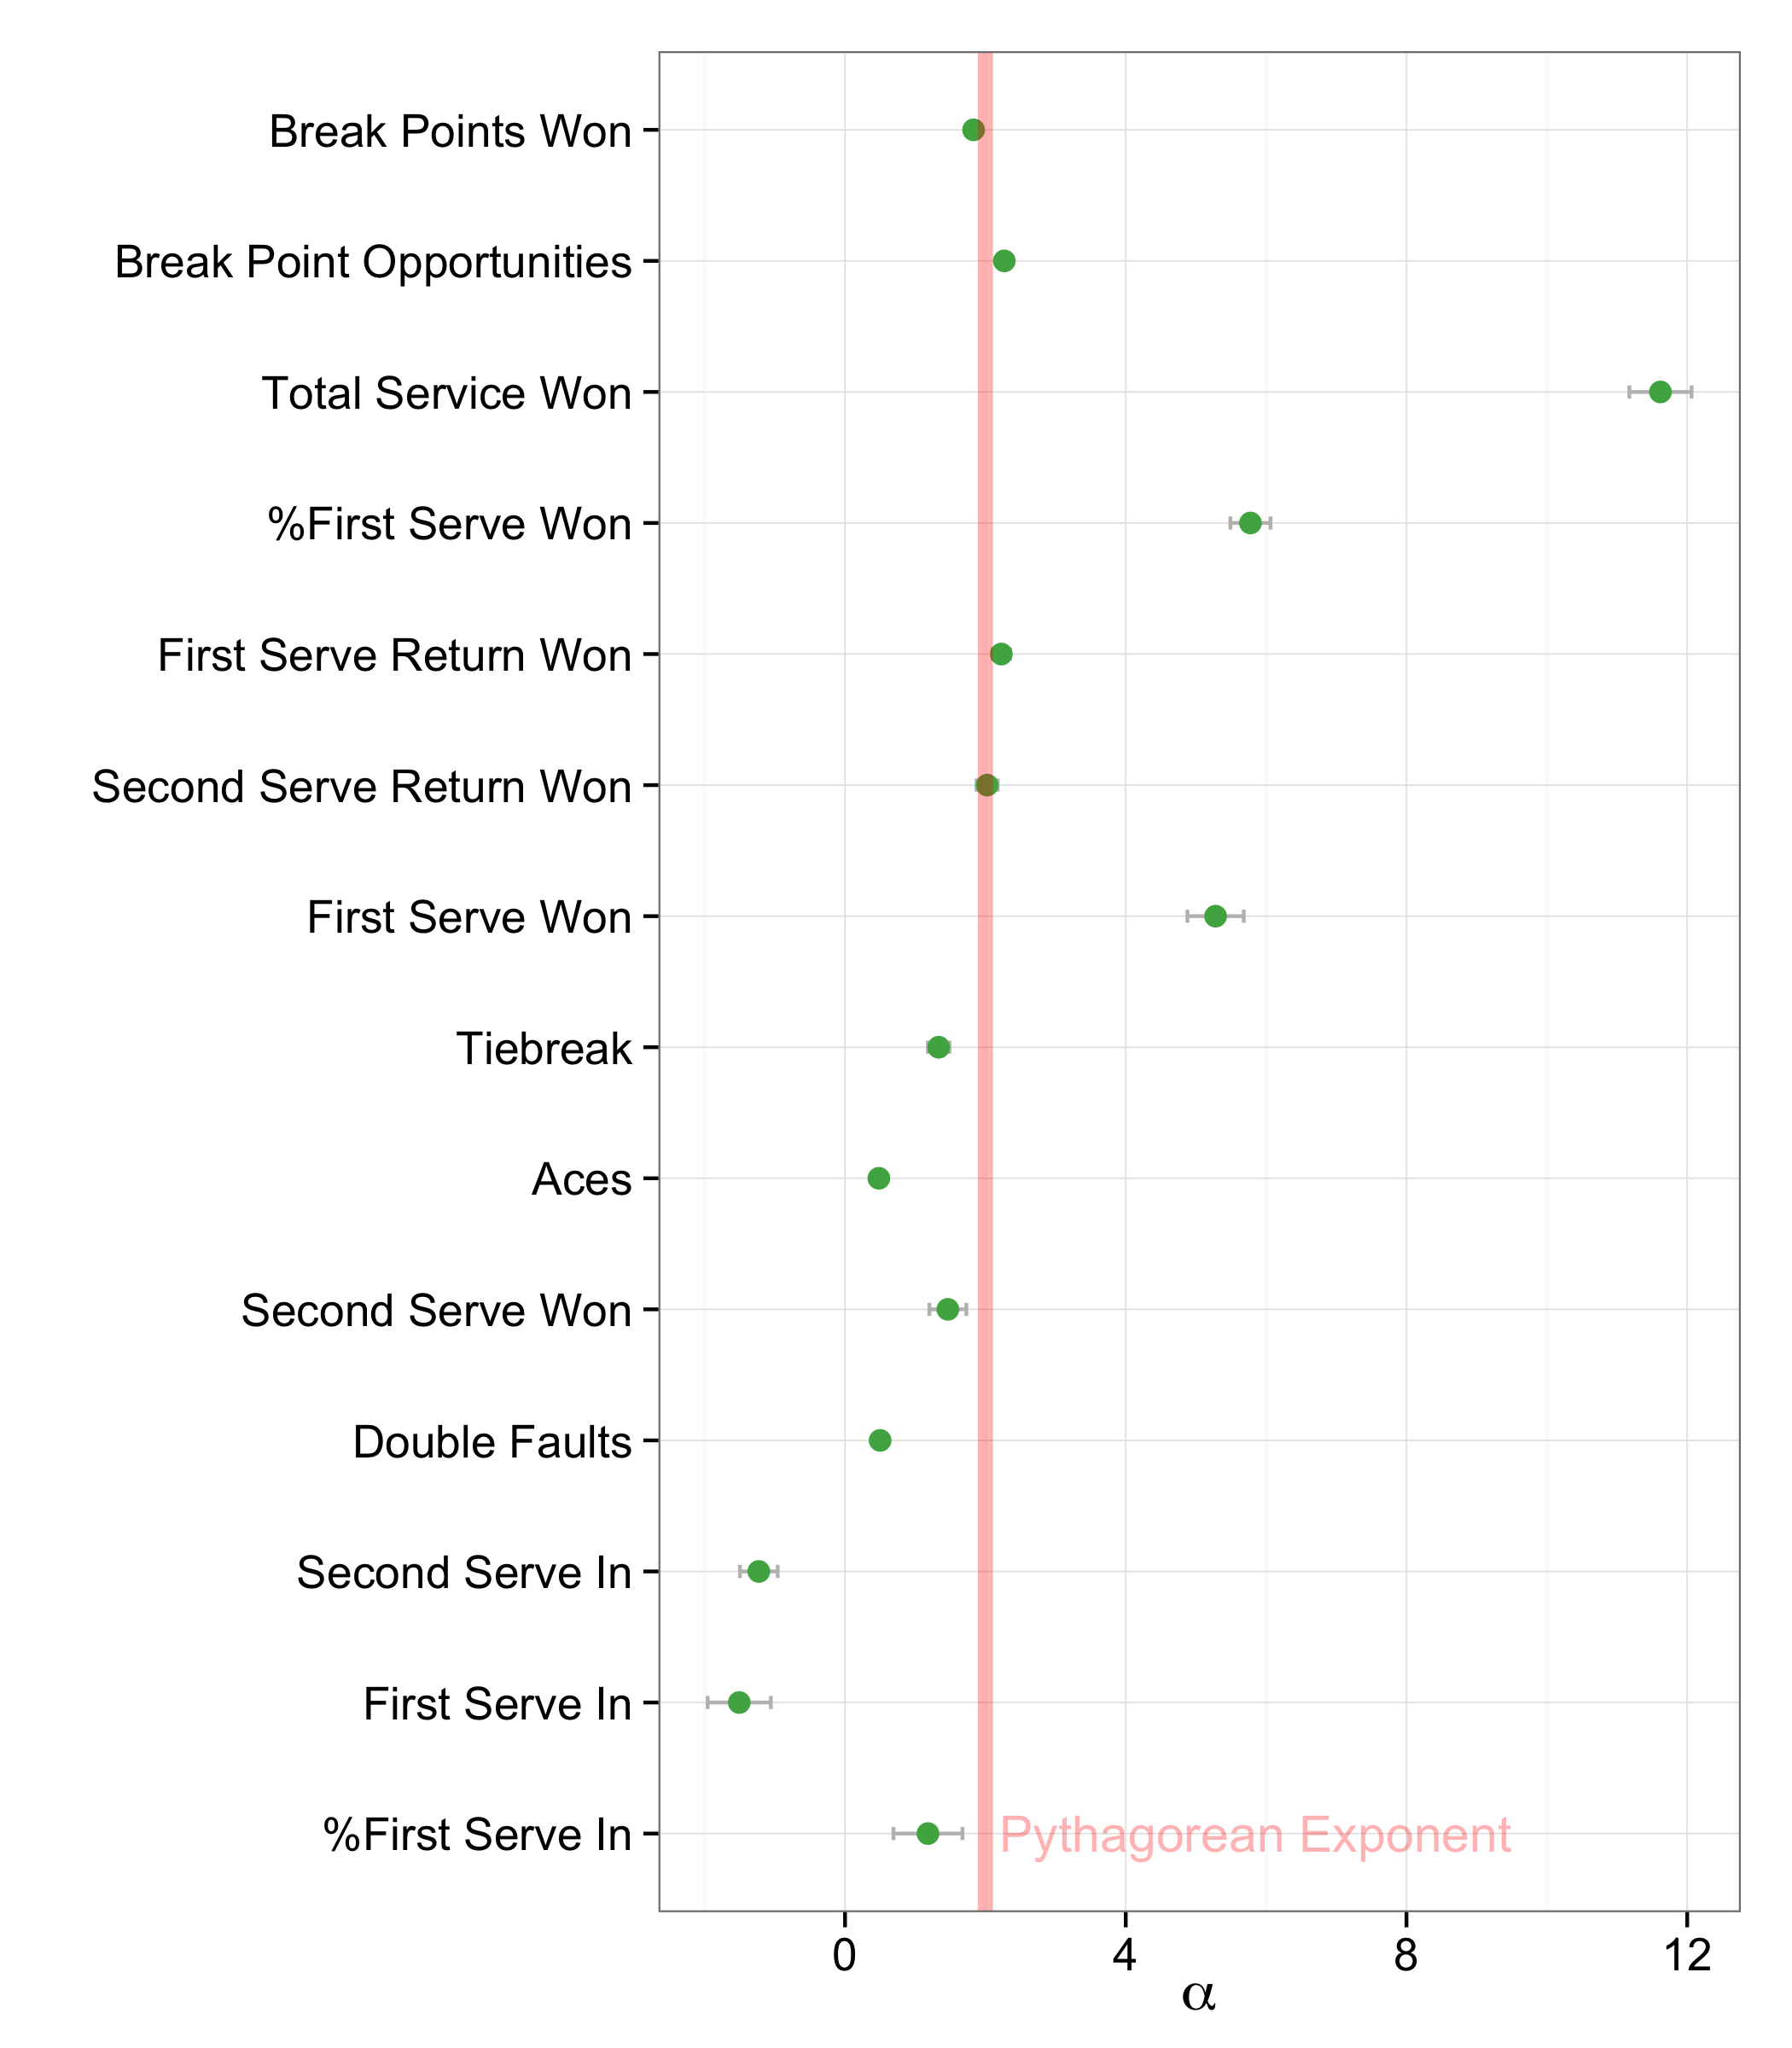 Break Points Won
Break Point Opportunities
Total Service Won
%First Serve Won
First Serve Return Won
Second Serve Return Won
First Serve Won
Tiebreak
Aces
Second Serve Won
Double Faults
Second Serve In
First Serve In
%First Serve In
Pythagorean Exponent
0 4 8 12
α